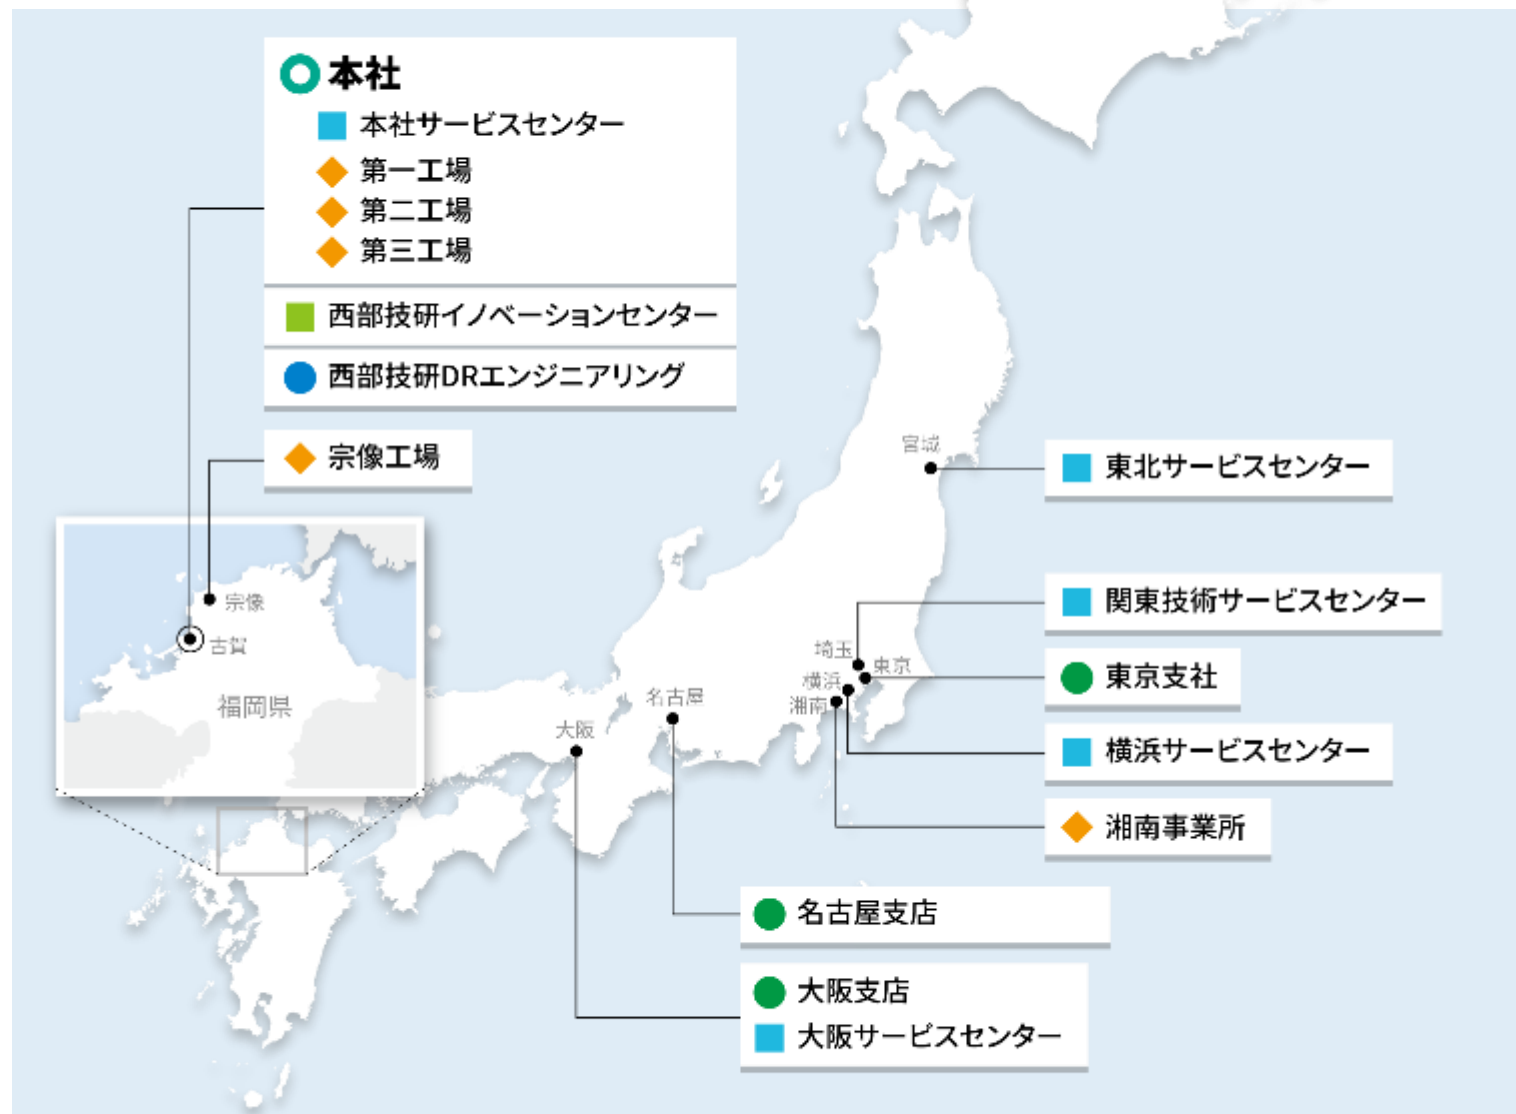 本社
本社サービスセンター
第一工場
第二工場
第三工場
西部技研イノベーションセンター
西部技研DRエンジニアリング
宗像工場
宗像
古賀
福岡県
宮城
東北サービスセンター
関東技術サービスセンター
埼玉
東京
東京支社
横浜
湘南
横浜サービスセンター
湘南事業所
名古屋
大阪
名古屋支店
大阪支店
大阪サービスセンター